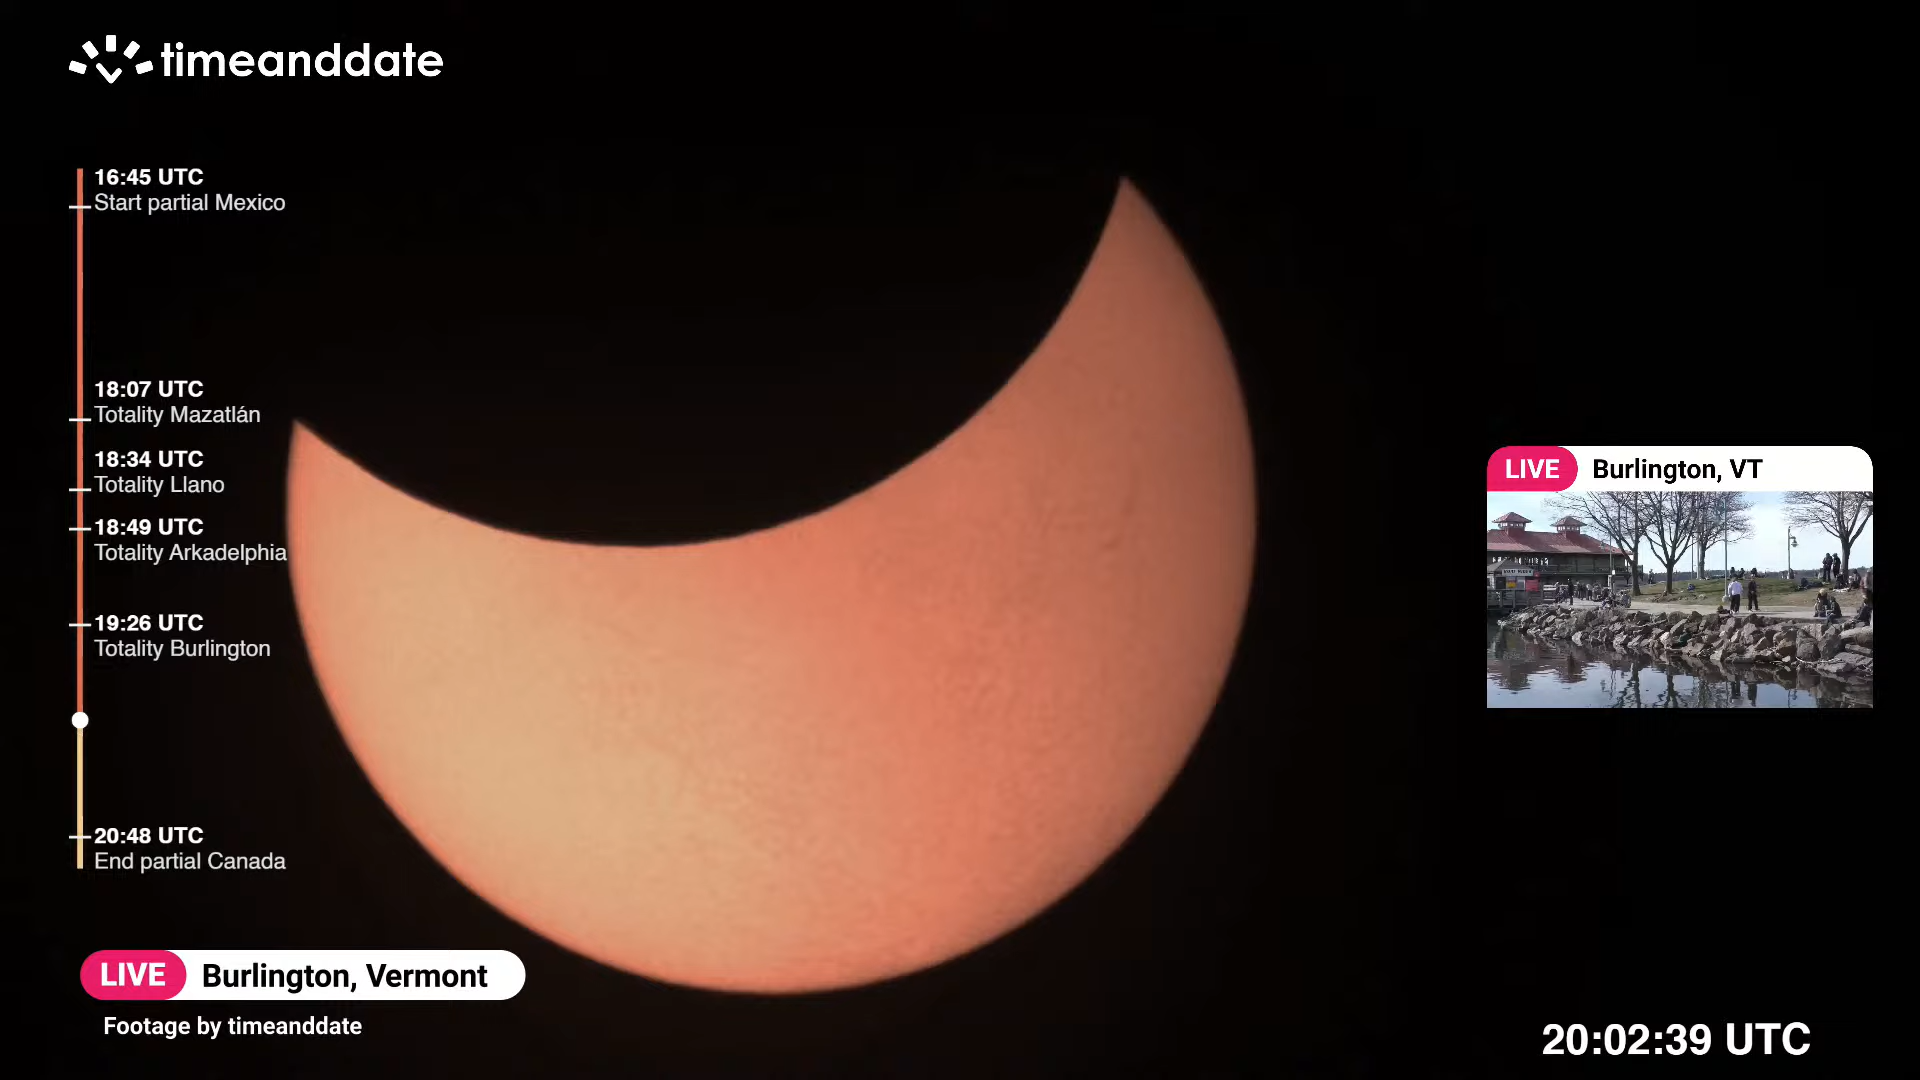 timeanddate
16:45 UTC
Start partial Mexico
18:07 UTC
Totality Mazatlán
18:34 UTC
Totality Llano
18:49 UTC
Totality Arkadelphia
19:26 UTC
Totality Burlington
20:48 UTC
End partial Canada
LIVE Burlington, VT
LIVE Burlington, Vermont
Footage by timeanddate
20:02:39 UTC